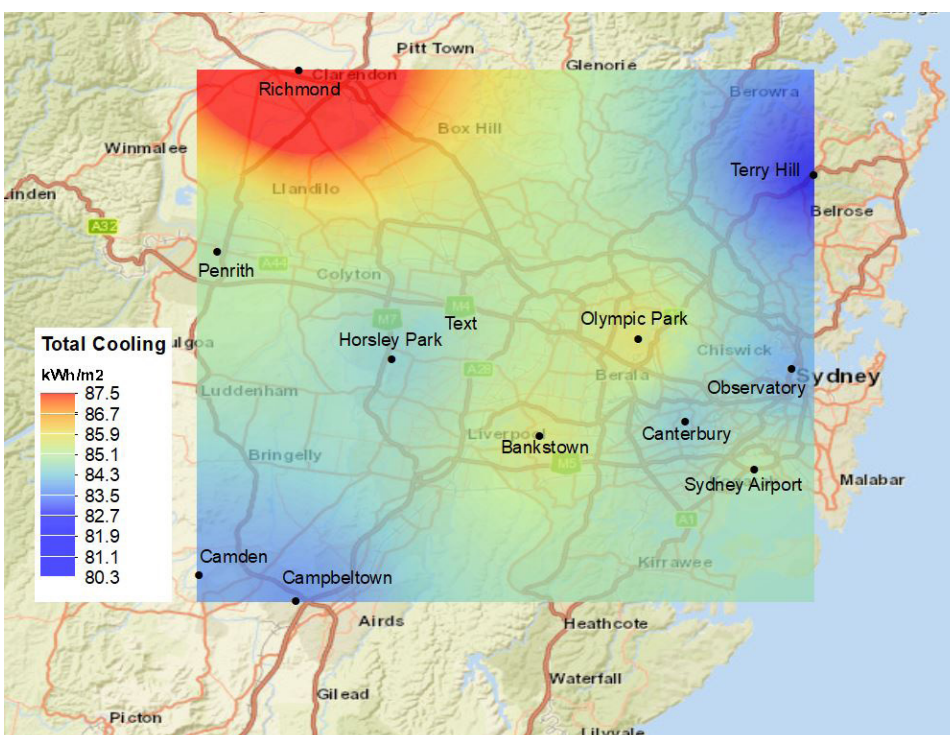 Pitt Town
Glenorie
Clarendon
Richmond
Berowra
Box Hill
Winmalee
Terry Hill
Llandilo
inden
Belrose
A32
Penrith
A44
Colyton
M4
M7
Text
Olympic Park
Total Cooling
ulgoa
Horsley Park
Chiswick
kWh/m2
A28
Berala
Observatory
Sydney
87.5
Luddenham
86.7
85.9
Liverpool
Canterbury
85.1
Bankstown
Bringelly
84.3
M5
Sydney Airport
Malabar
83.5
82.7
A1
81.9
Camden
81.1
Kirrawee
80.3
Campbeltown
Airds
Heathcote
Waterfall
Gilead
Picton
Lilyvale